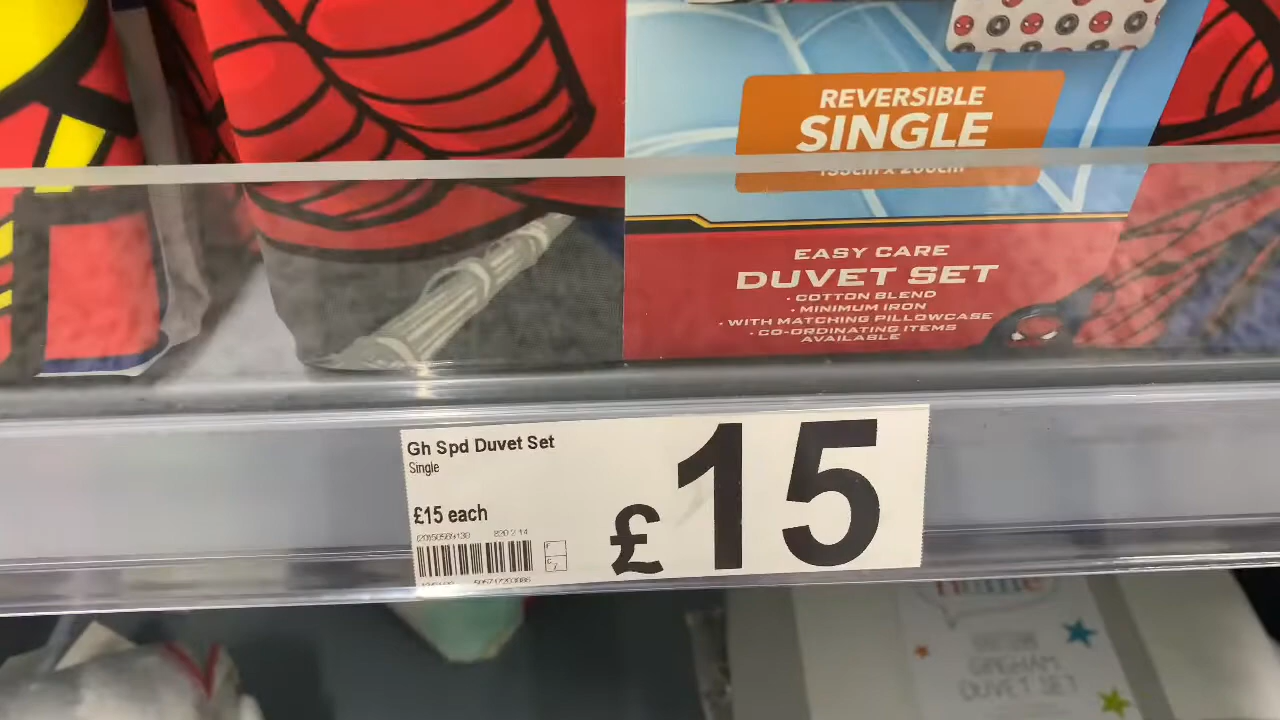 REVERSIBLE
SINGLE
EASY CARE
DUVET SET
· COTTON BLEND
· MINIMUM IRON
· WITH MATCHING PILLOWCASE
· CO-ORDINATING ITEMS
AVAILABLE
Gh Spd Duvet Set
Single
£15 each
£15
GINGHAM
DUVET SET